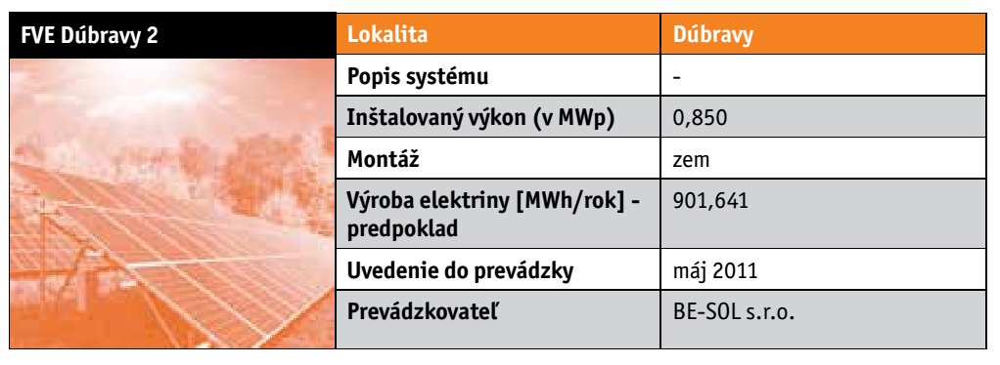 FVE Dúbravy 2
Lokalita
Dúbravy
Popis systému
-
Inštalovaný výkon (v MWp)
0,850
Montáž
zem
Výroba elektriny [MWh/rok] -
predpoklad
901,641
Uvedenie do prevádzky
máj 2011
Prevádzkovateľ
BE-SOL s.r.o.